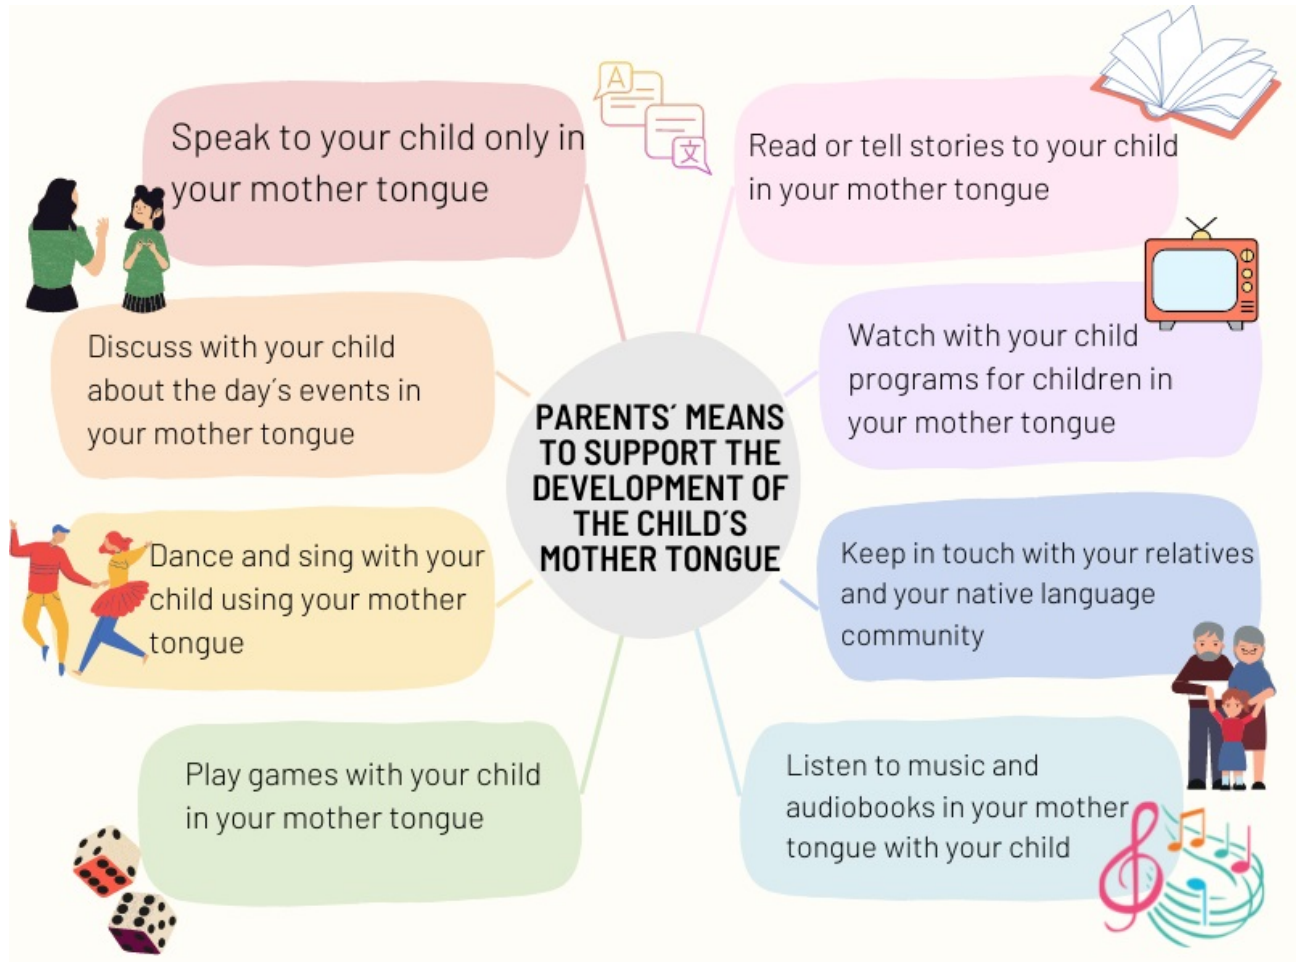 A
文
Speak to your child only in
your mother tongue
Read or tell stories to your child
in your mother tongue
Discuss with your child
about the day´s events in
your mother tongue
Watch with your child
programs for children in
your mother tongue
PARENTS´ MEANS
TO SUPPORT THE
DEVELOPMENT OF
THE CHILD´S
MOTHER TONGUE
Dance and sing with your
child using your mother
tongue
Keep in touch with your relatives
and your native language
community
Play games with your child
in your mother tongue
Listen to music and
audiobooks in your mother
tongue with your child